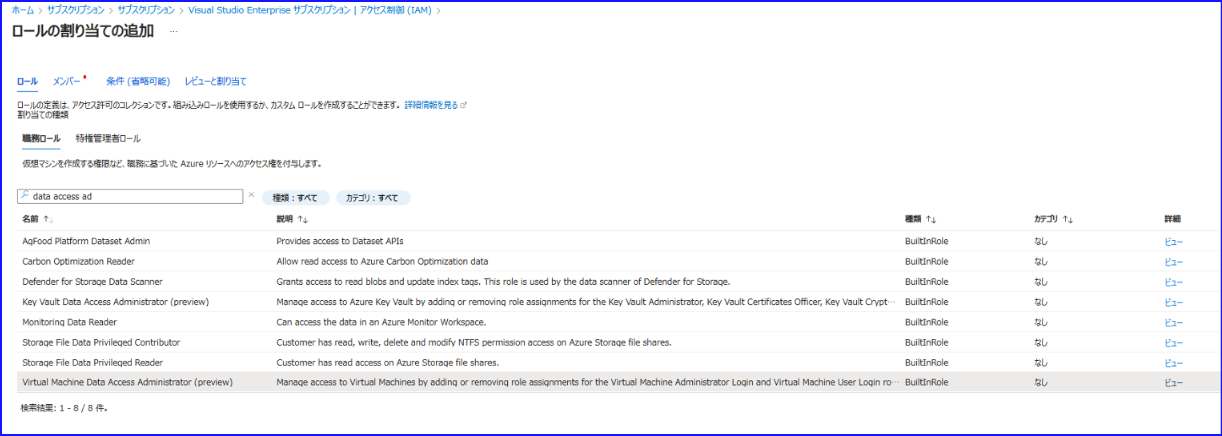 ホーム > サブスクリプション > サブスクリプション > Visual Studio Enterprise サブスクリプション | アクセス制御 (IAM) >
ロールの割り当ての追加 …
ロール メンバー 条件 (省略可能) レビューと割り当て
ロールの定義は、アクセス許可のコレクションです。組み込みロールを使用するか、カスタム ロールを作成することができます。 詳細情報を見る
割り当ての種類
職務ロール 特権管理者ロール
仮想マシンを作成する権限など、職務に基づいた Azure リソースへのアクセス権を付与します。
data access ad × 種類 : すべて カテゴリ : すべて
名前 ↑↓ 説明 ↑↓ 種類 ↑↓ カテゴリ ↑↓ 詳細
AgFood Platform Dataset Admin Provides access to Dataset APIs BuiltInRole なし ビュー
Carbon Optimization Reader Allow read access to Azure Carbon Optimization data BuiltInRole なし ビュー
Defender for Storage Data Scanner Grants access to read blobs and update index tags. This role is used by the data scanner of Defender for Storage. BuiltInRole なし ビュー
Key Vault Data Access Administrator (preview) Manage access to Azure Key Vault by adding or removing role assignments for the Key Vault Administrator, Key Vault Certificates Officer, Key Vault Crypt… BuiltInRole なし ビュー
Monitoring Data Reader Can access the data in an Azure Monitor Workspace. BuiltInRole なし ビュー
Storage File Data Privileged Contributor Customer has read, write, delete and modify NTFS permission access on Azure Storage file shares. BuiltInRole なし ビュー
Storage File Data Privileged Reader Customer has read access on Azure Storage file shares. BuiltInRole なし ビュー
Virtual Machine Data Access Administrator (preview) Manage access to Virtual Machines by adding or removing role assignments for the Virtual Machine Administrator Login and Virtual Machine User Login ro… BuiltInRole なし ビュー
検索結果: 1 - 8 / 8 件。